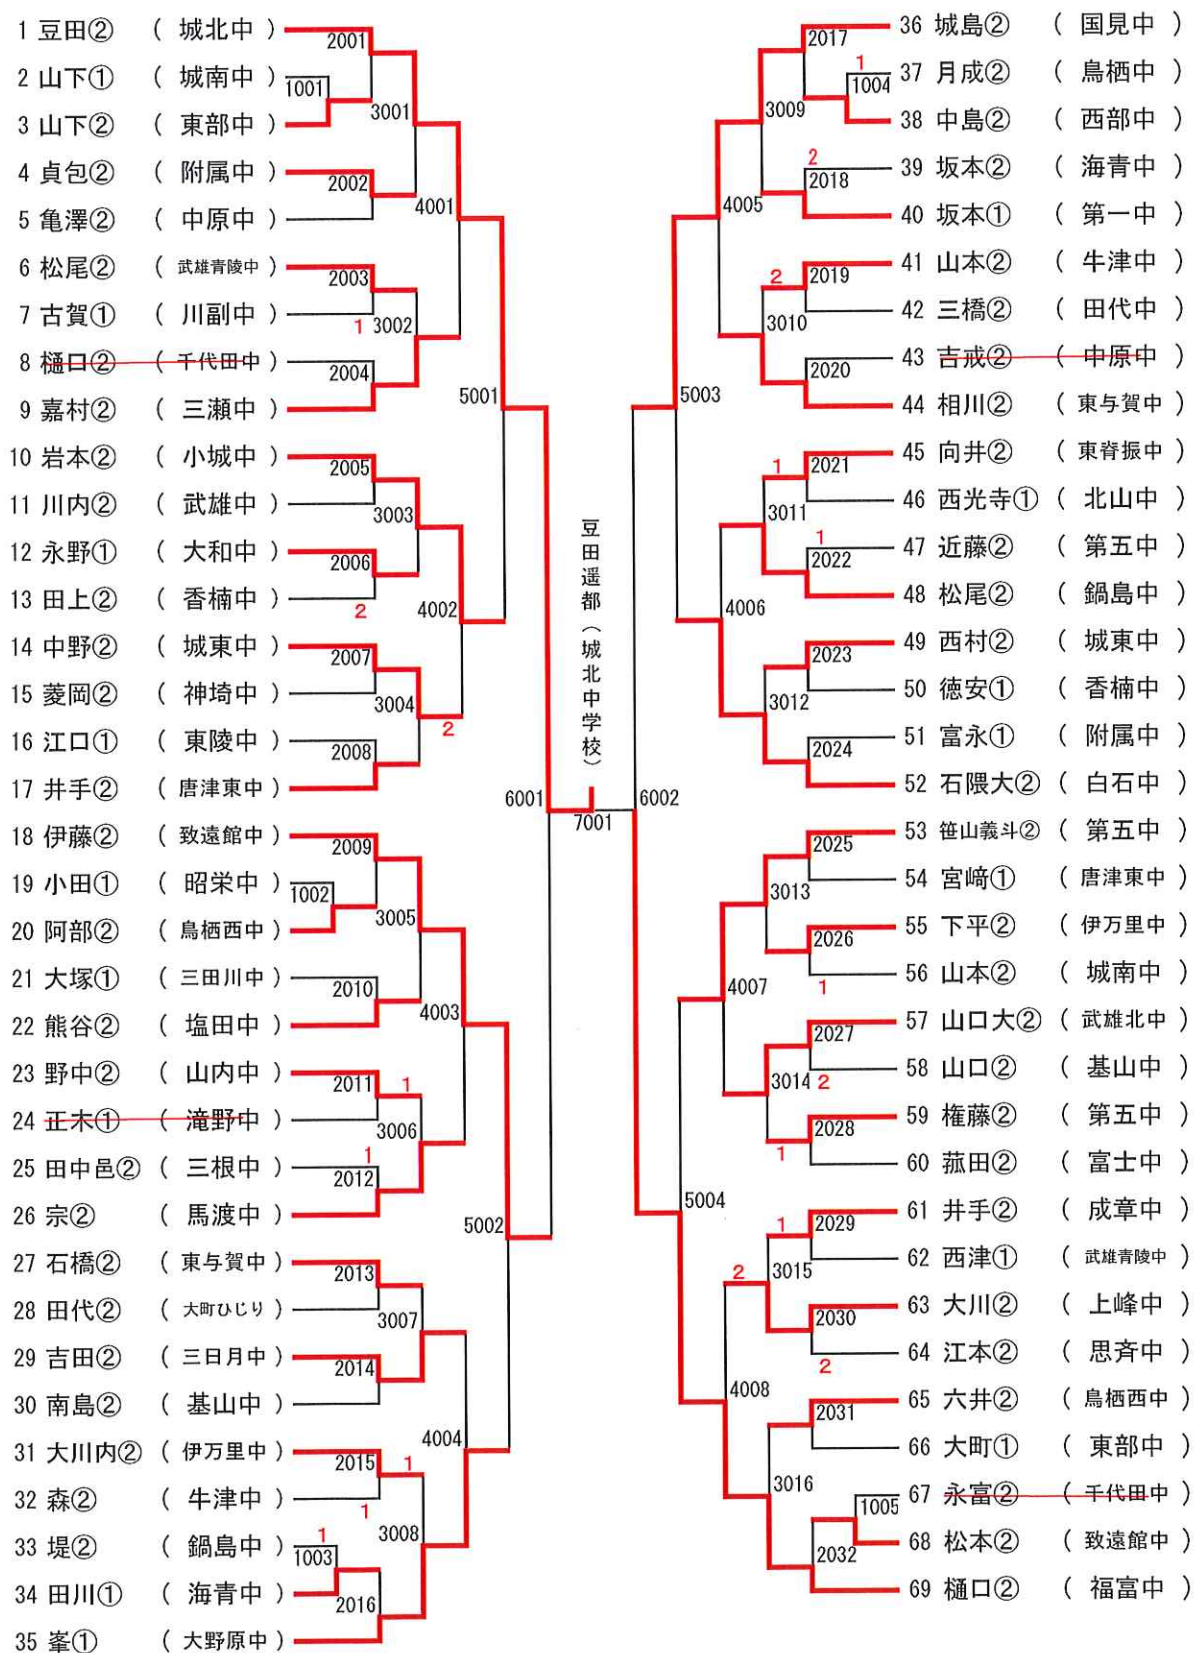 1 豆田② ( 城北中 )
2 山下① ( 城南中 )
3 山下② ( 東部中 )
4 貞包② ( 附属中 )
5 亀澤② ( 中原中 )
6 松尾② ( 武雄青陵中 )
7 古賀① ( 川副中 )
8 樋口② ( 千代田中 )
9 嘉村② ( 三瀬中 )
10 岩本② ( 小城中 )
11 川内② ( 武雄中 )
12 永野① ( 大和中 )
13 田上② ( 香楠中 )
14 中野② ( 城東中 )
15 菱岡② ( 神埼中 )
16 江口① ( 東陵中 )
17 井手② ( 唐津東中 )
18 伊藤② ( 致遠館中 )
19 小田① ( 昭栄中 )
20 阿部② ( 鳥栖西中 )
21 大塚① ( 三田川中 )
22 熊谷② ( 塩田中 )
23 野中② ( 山内中 )
24 正木① ( 滝野中 )
25 田中邑② ( 三根中 )
26 宗② ( 馬渡中 )
27 石橋② ( 東与賀中 )
28 田代② ( 大町ひじり )
29 吉田② ( 三日月中 )
30 南島② ( 基山中 )
31 大川内② ( 伊万里中 )
32 森② ( 牛津中 )
33 堤② ( 鍋島中 )
34 田川① ( 海青中 )
35 峯① ( 大野原中 )
1001
1002
1 1003
2001
2002
2003
1
2004
2005
2006
2
2007
2008
2009
2010
2011
1 2012
2013
2014
2015
1
2016
3001
3002
3003
3004
3005
1 3006
3007
1 3008
4001
4002
2
4003
4004
5001
5002
6001
豆田遥都(城北中学校)
7001
6002
5003
5004
4005
4006
4007
2 4008
3009
2 3010
1 3011
3012
3013
3014
1
1 3015
3016
2017
2 2018
2019
2020
2021
1 2022
2023
2024
2025
2026
1
2027
2
2028
2029
2030
2
2031
2032
1 1004
1005
36 城島② ( 国見中 )
37 月成② ( 鳥栖中 )
38 中島② ( 西部中 )
39 坂本② ( 海青中 )
40 坂本① ( 第一中 )
41 山本② ( 牛津中 )
42 三橋② ( 田代中 )
43 吉戒② ( 中原中 )
44 相川② ( 東与賀中 )
45 向井② ( 東脊振中 )
46 西光寺① ( 北山中 )
47 近藤② ( 第五中 )
48 松尾② ( 鍋島中 )
49 西村② ( 城東中 )
50 徳安① ( 香楠中 )
51 富永① ( 附属中 )
52 石隈大② ( 白石中 )
53 笹山義斗② ( 第五中 )
54 宮﨑① ( 唐津東中 )
55 下平② ( 伊万里中 )
56 山本② ( 城南中 )
57 山口大② ( 武雄北中 )
58 山口② ( 基山中 )
59 権藤② ( 第五中 )
60 菰田② ( 富士中 )
61 井手② ( 成章中 )
62 西津① ( 武雄青陵中 )
63 大川② ( 上峰中 )
64 江本② ( 思斉中 )
65 六井② ( 鳥栖西中 )
66 大町① ( 東部中 )
67 永富② ( 千代田中 )
68 松本② ( 致遠館中 )
69 樋口② ( 福富中 )